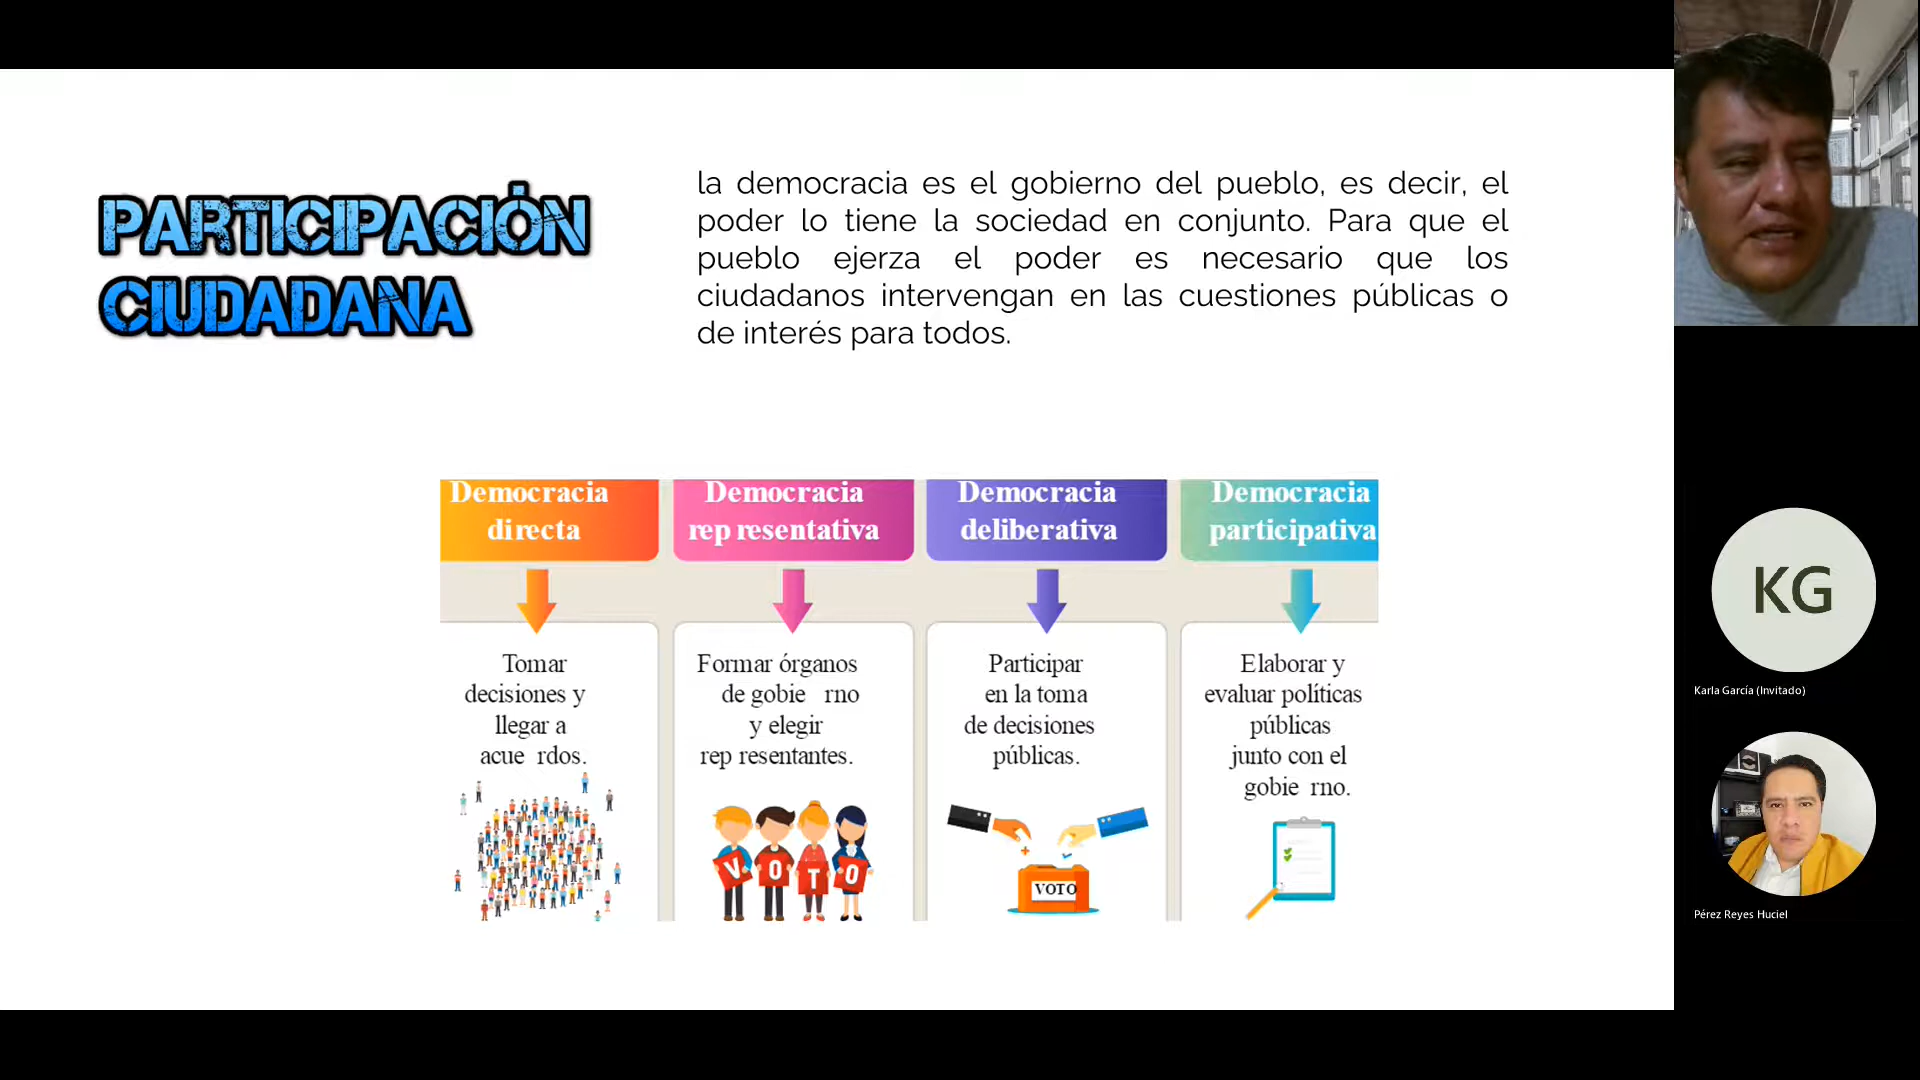 PARTICIPACIÓN
CIUDADANA
la democracia es el gobierno del pueblo, es decir, el
poder lo tiene la sociedad en conjunto. Para que el
pueblo ejerza el poder es necesario que los
ciudadanos intervengan en las cuestiones públicas o
de interés para todos.
Democracia
directa
Tomar
decisiones y
llegar a
acue rdos.
Democracia
rep resentativa
Formar órganos
de gobie rno
y elegir
rep resentantes.
VOTO
Democracia
deliberativa
Participar
en la toma
de decisiones
públicas.
VOTO
Democracia
participativa
Elaborar y
evaluar políticas
públicas
junto con el
gobie rno.
KG
Karla García (Invitado)
Pérez Reyes Huciel